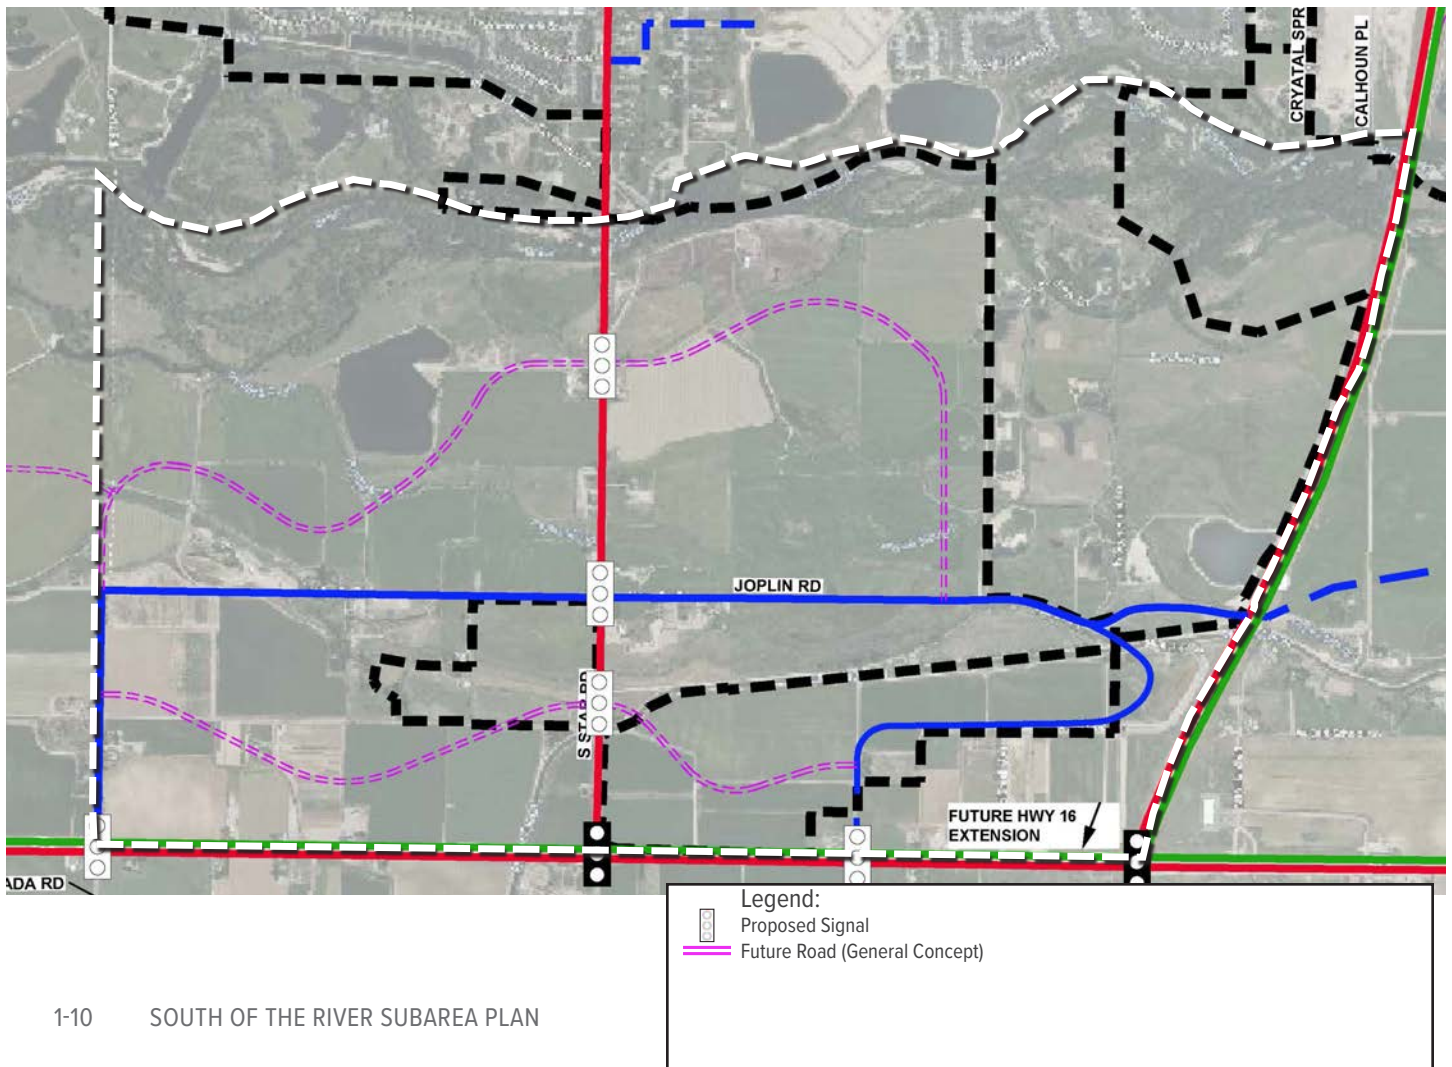 CRYATAL SPR
CALHOUN PL
JOPLIN RD
S STAR RD
FUTURE HWY 16
EXTENSION
ADA RD
Legend:
Proposed Signal
Future Road (General Concept)
1-10 SOUTH OF THE RIVER SUBAREA PLAN